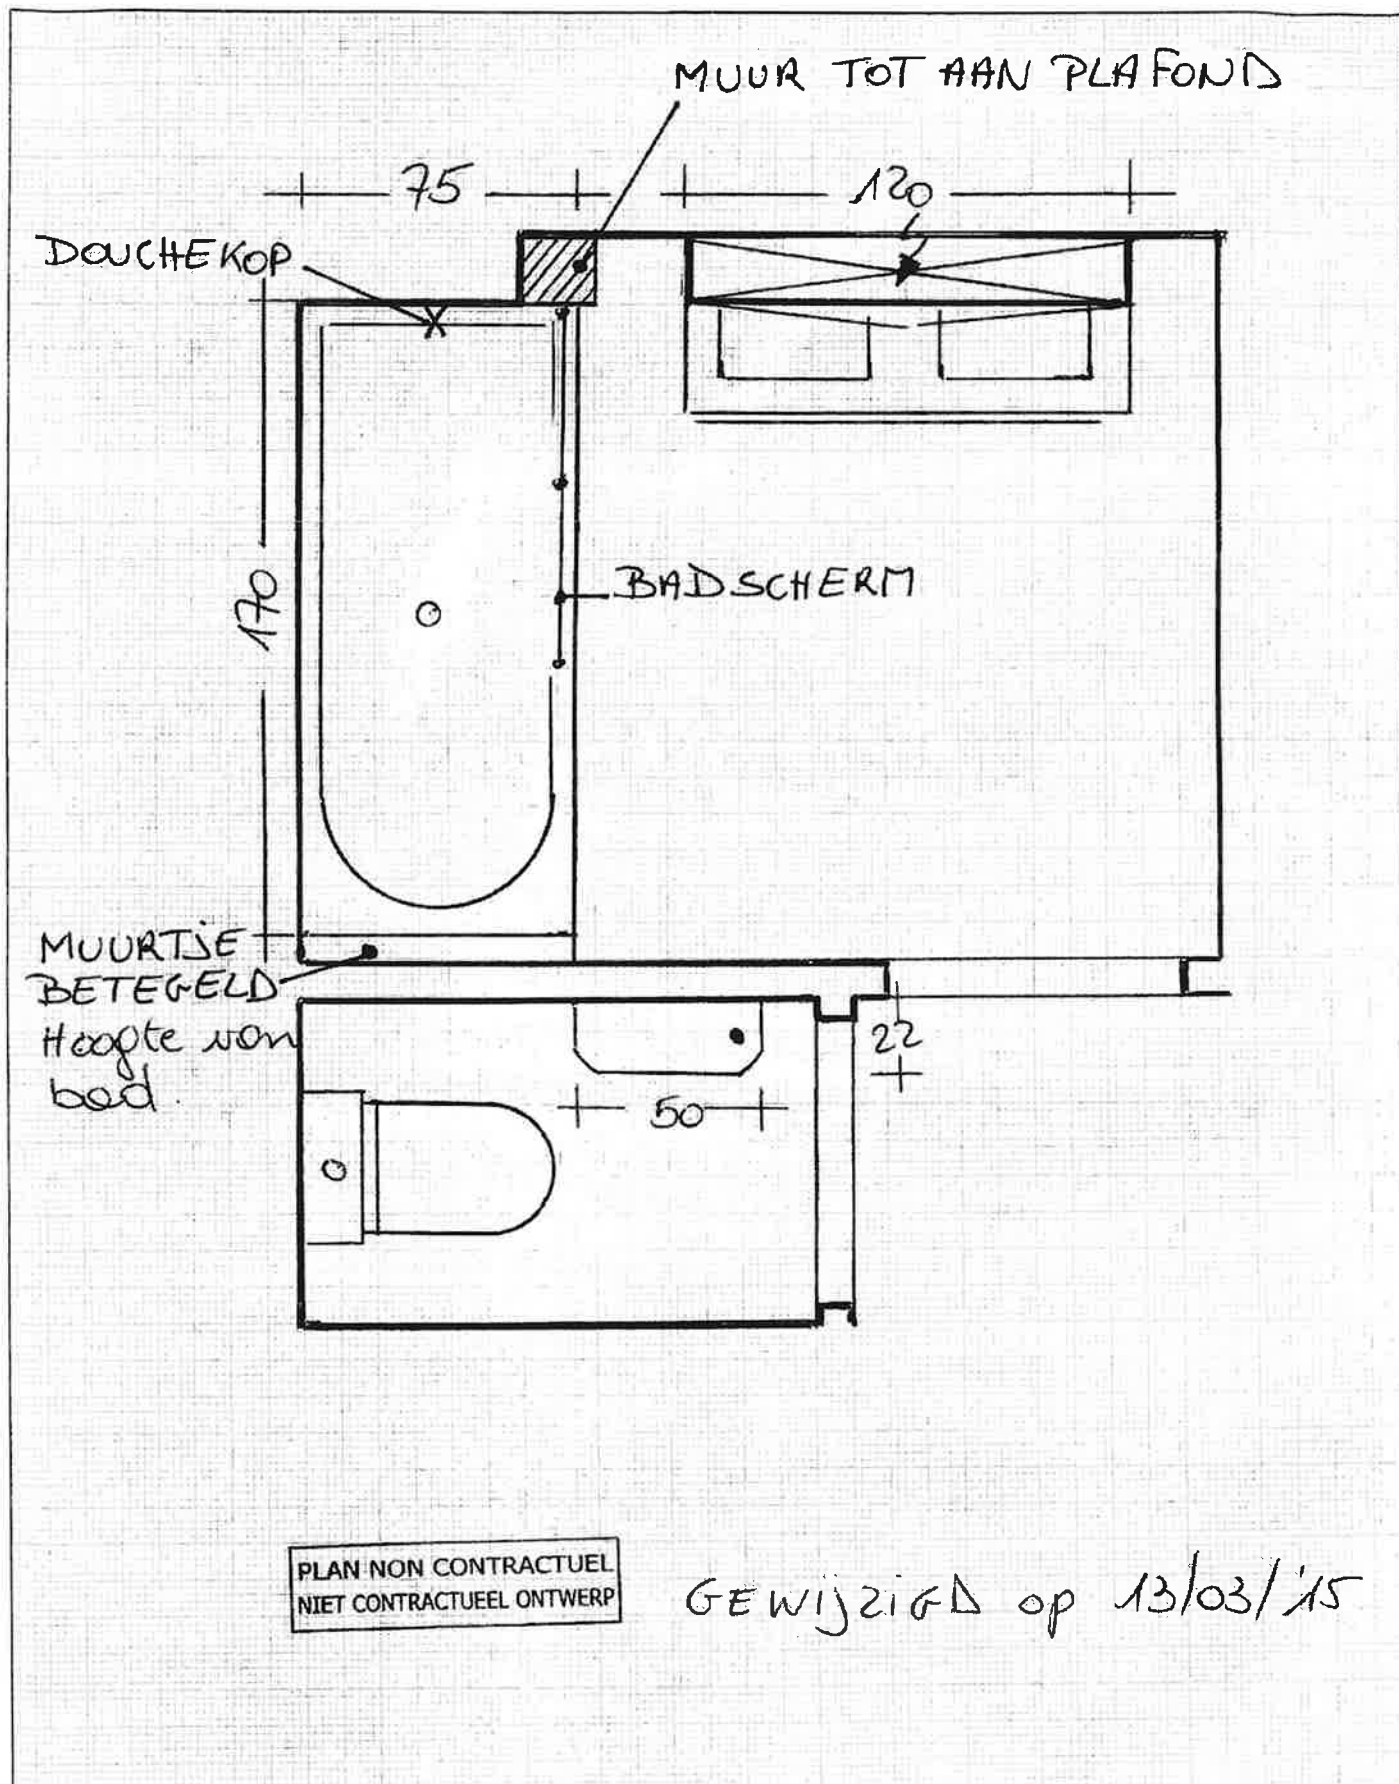 MUUR TOT AAN PLAFOND
75
120
DOUCHEKOP
170
BADSCHERM
MUURTJE
BETEGELD
Hoogte van
bad.
22
50
PLAN NON CONTRACTUEL
NIET CONTRACTUEEL ONTWERP
GEWIJZIGD op 13/03/'15